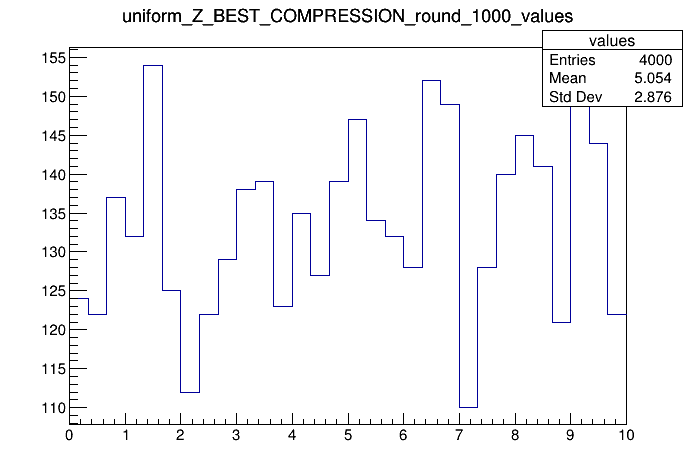 uniform_Z_BEST_COMPRESSION_round_1000_values
values
Entries 4000
Mean 5.054
Std Dev 2.876
155
150
145
140
135
130
125
120
115
110
0 1 2 3 4 5 6 7 8 9 10